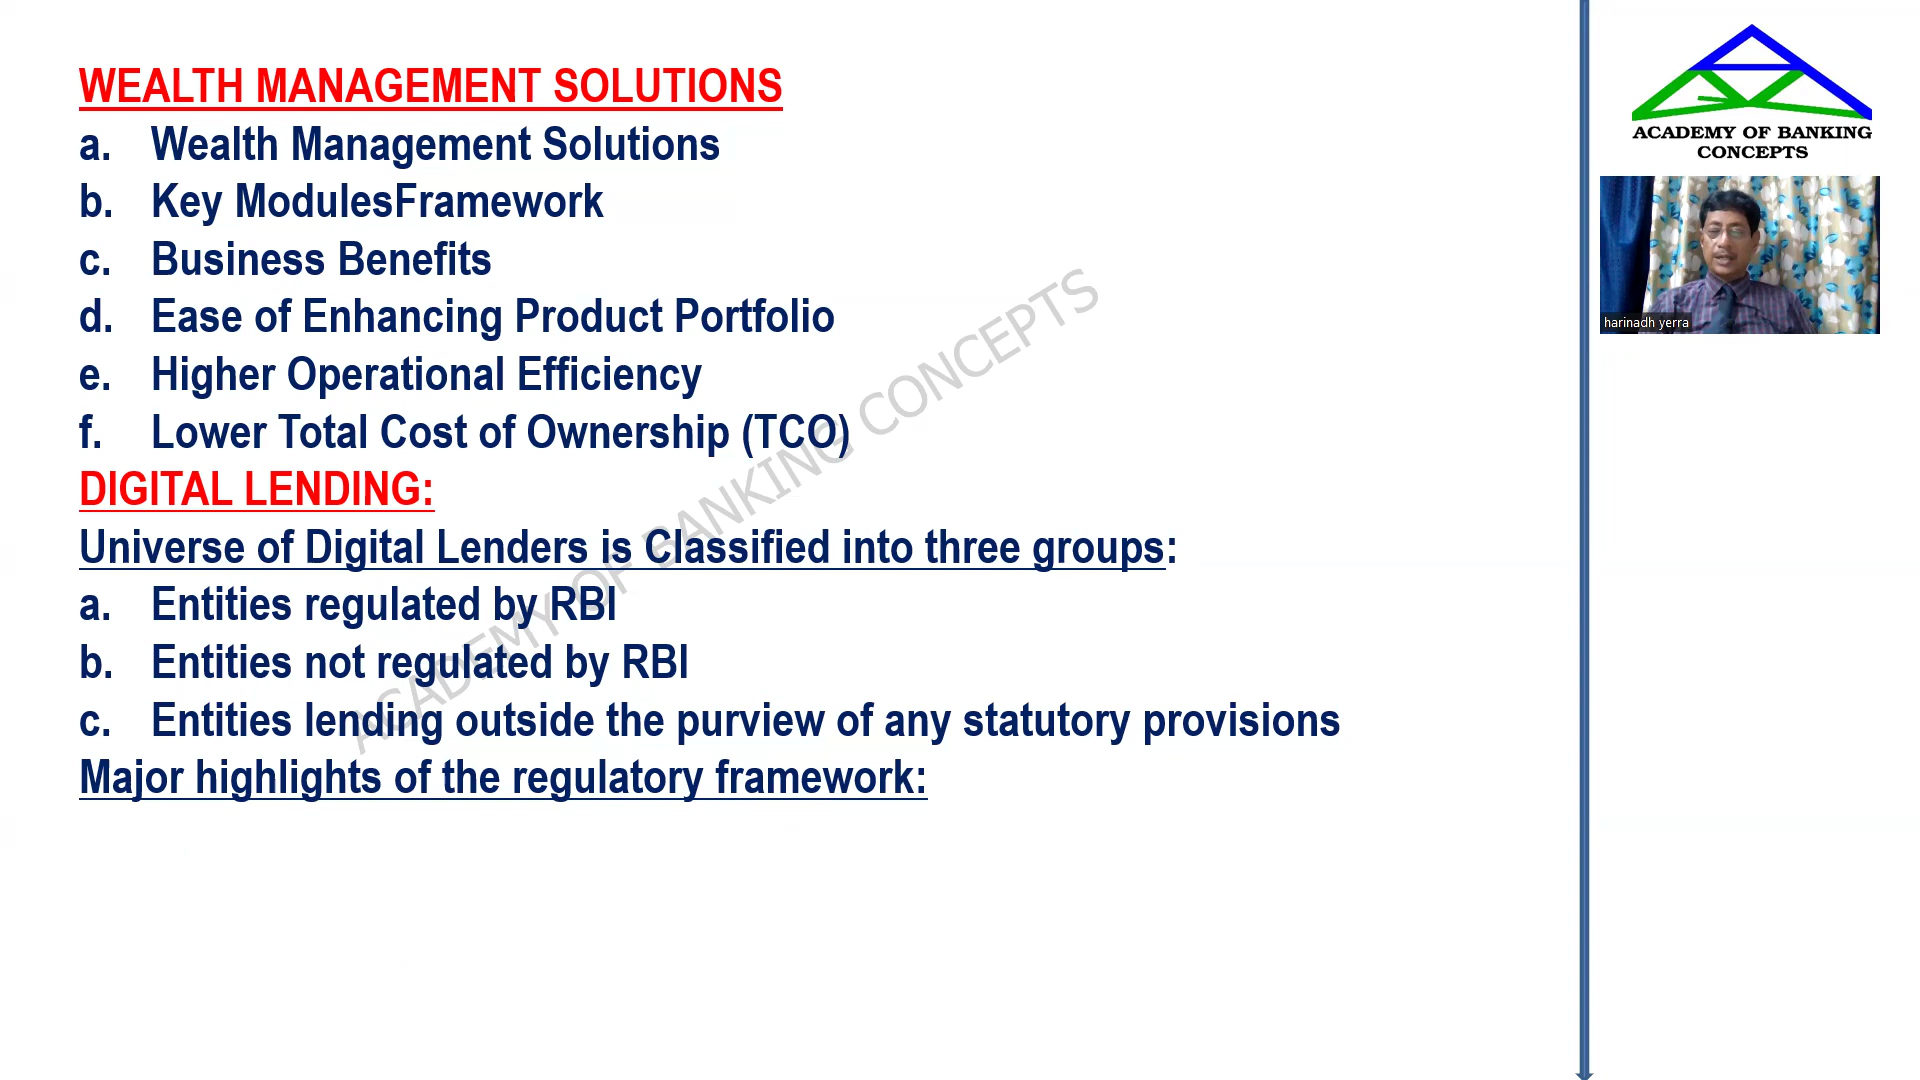 WEALTH MANAGEMENT SOLUTIONS
a. Wealth Management Solutions
b. Key ModulesFramework
c. Business Benefits
d. Ease of Enhancing Product Portfolio
e. Higher Operational Efficiency
f. Lower Total Cost of Ownership (TCO)
DIGITAL LENDING:
Universe of Digital Lenders is Classified into three groups:
a. Entities regulated by RBI
b. Entities not regulated by RBI
c. Entities lending outside the purview of any statutory provisions
Major highlights of the regulatory framework:
ACADEMY OF BANKING CONCEPTS
ACADEMY OF BANKING
CONCEPTS
harinadh yerra